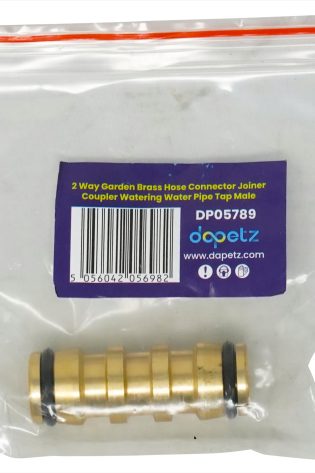 2 Way Garden Brass Hose Connector Joiner
Coupler Watering Water Pipe Tap Male
DP05789
dapetz
www.dapetz.com
5 056042 056982